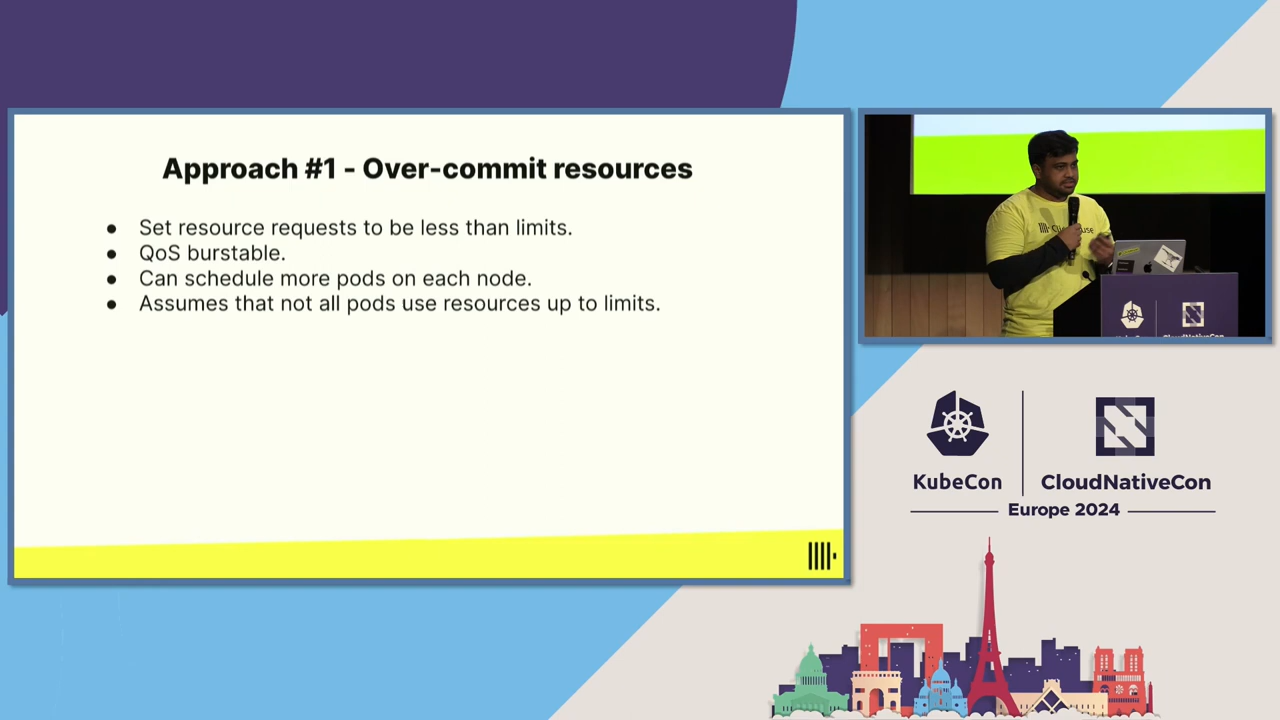 Approach #1 - Over-commit resources
● Set resource requests to be less than limits.
● QoS burstable.
● Can schedule more pods on each node.
● Assumes that not all pods use resources up to limits.
KubeCon
CloudNativeCon
Europe 2024